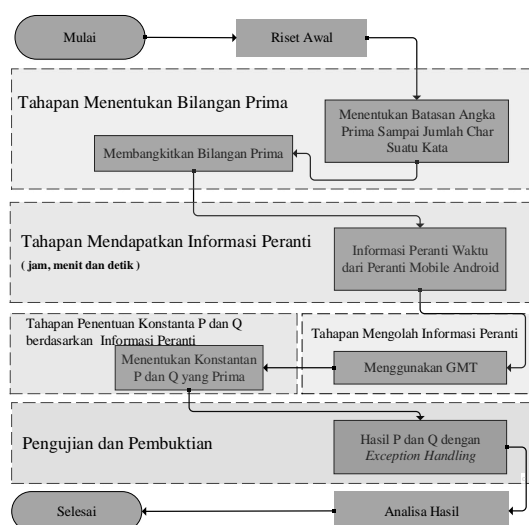 Mulai
Riset Awal
Tahapan Menentukan Bilangan Prima
Menentukan Batasan Angka
Prima Sampai Jumlah Char
Suatu Kata
Membangkitkan Bilangan Prima
Tahapan Mendapatkan Informasi Peranti
( jam, menit dan detik )
Informasi Peranti Waktu
dari Peranti Mobile Android
Tahapan Penentuan Konstanta P dan Q
berdasarkan Informasi Peranti
Tahapan Mengolah Informasi Peranti
Menggunakan GMT
Menentukan Konstantan
P dan Q yang Prima
Pengujian dan Pembuktian
Hasil P dan Q dengan
Exception Handling
Selesai
Analisa Hasil